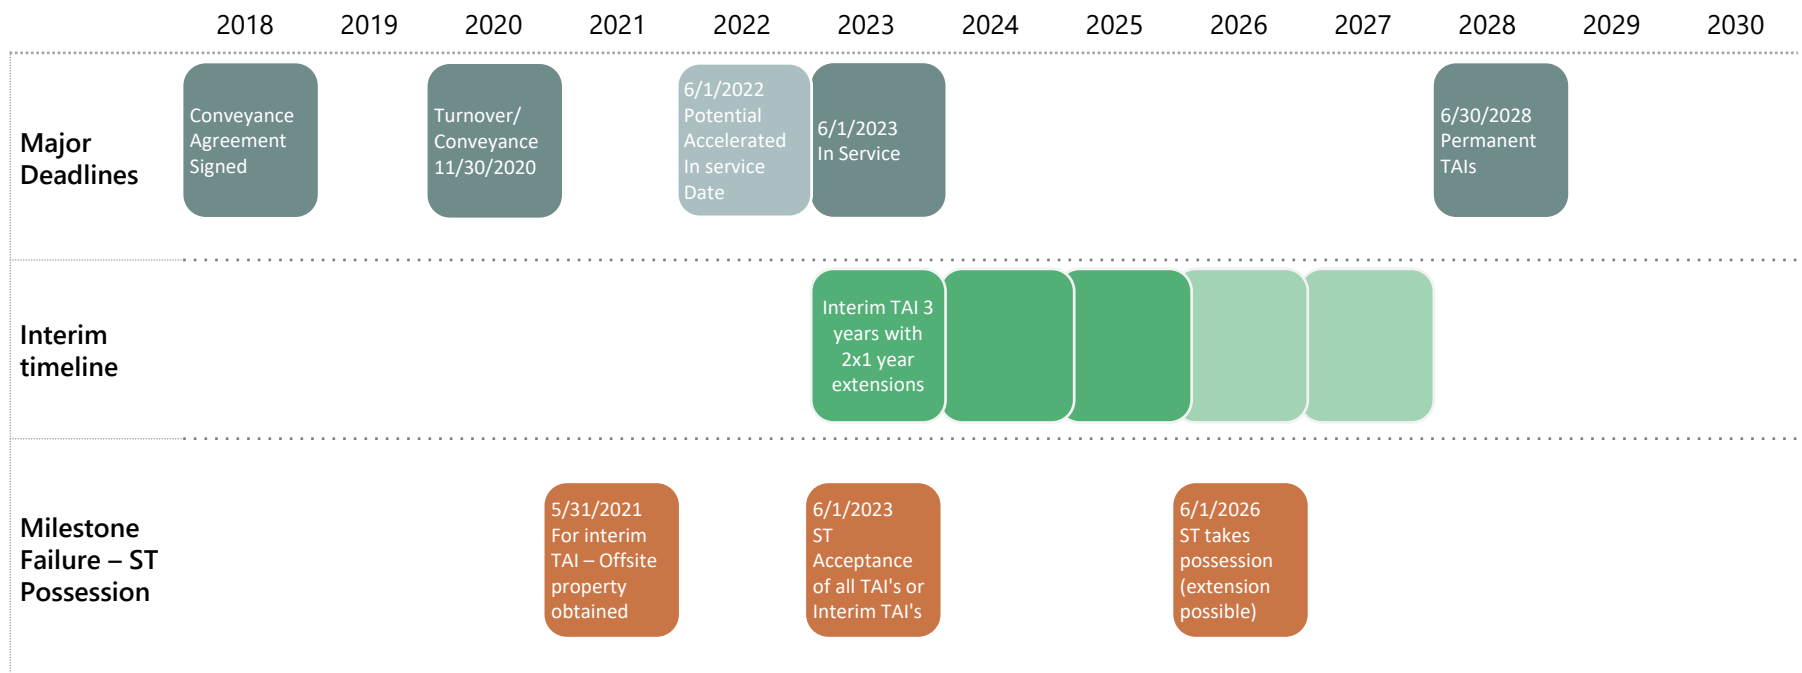 2018 2019 2020 2021 2022 2023 2024 2025 2026 2027 2028 2029 2030
Major
Deadlines
Conveyance
Agreement
Signed
Turnover/
Conveyance
11/30/2020
6/1/2022
Potential
Accelerated
In service
Date
6/1/2023
In Service
6/30/2028
Permanent
TAIs
Interim
timeline
Interim TAI 3
years with
2x1 year
extensions
Milestone
Failure – ST
Possession
5/31/2021
For interim
TAI – Offsite
property
obtained
6/1/2023
ST
Acceptance
of all TAI's or
Interim TAI's
6/1/2026
ST takes
possession
(extension
possible)